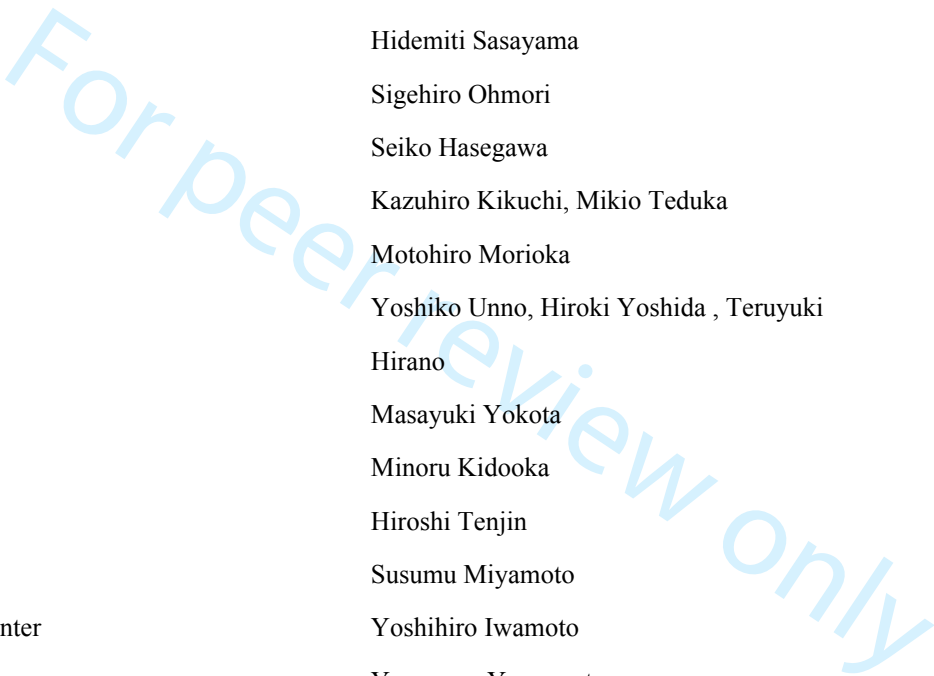 Hidemiti Sasayama
Sigehiro Ohmori
Seiko Hasegawa
Kazuhiro Kikuchi, Mikio Teduka
Motohiro Morioka
Yoshiko Unno, Hiroki Yoshida , Teruyuki
Hirano
Masayuki Yokota
Minoru Kidooka
Hiroshi Tenjin
Susumu Miyamoto
nter Yoshihiro Iwamoto
For peer review only